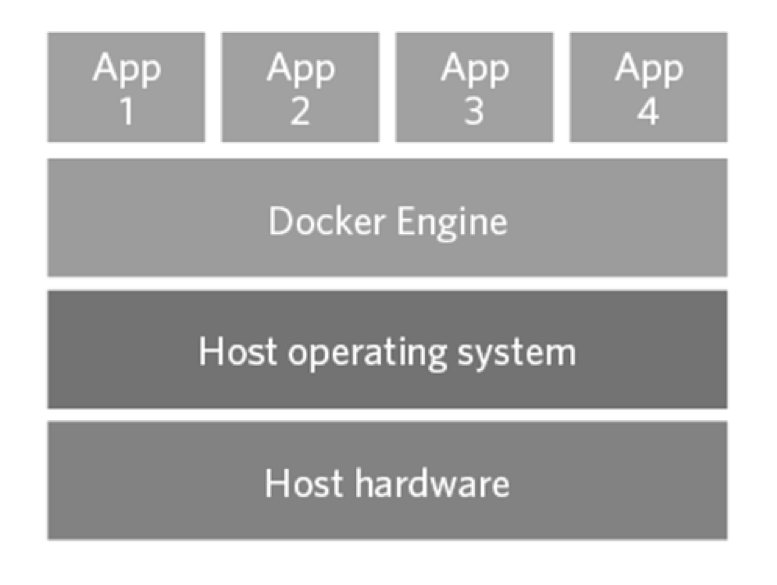 App
1
App
2
App
3
App
4
Docker Engine
Host operating system
Host hardware